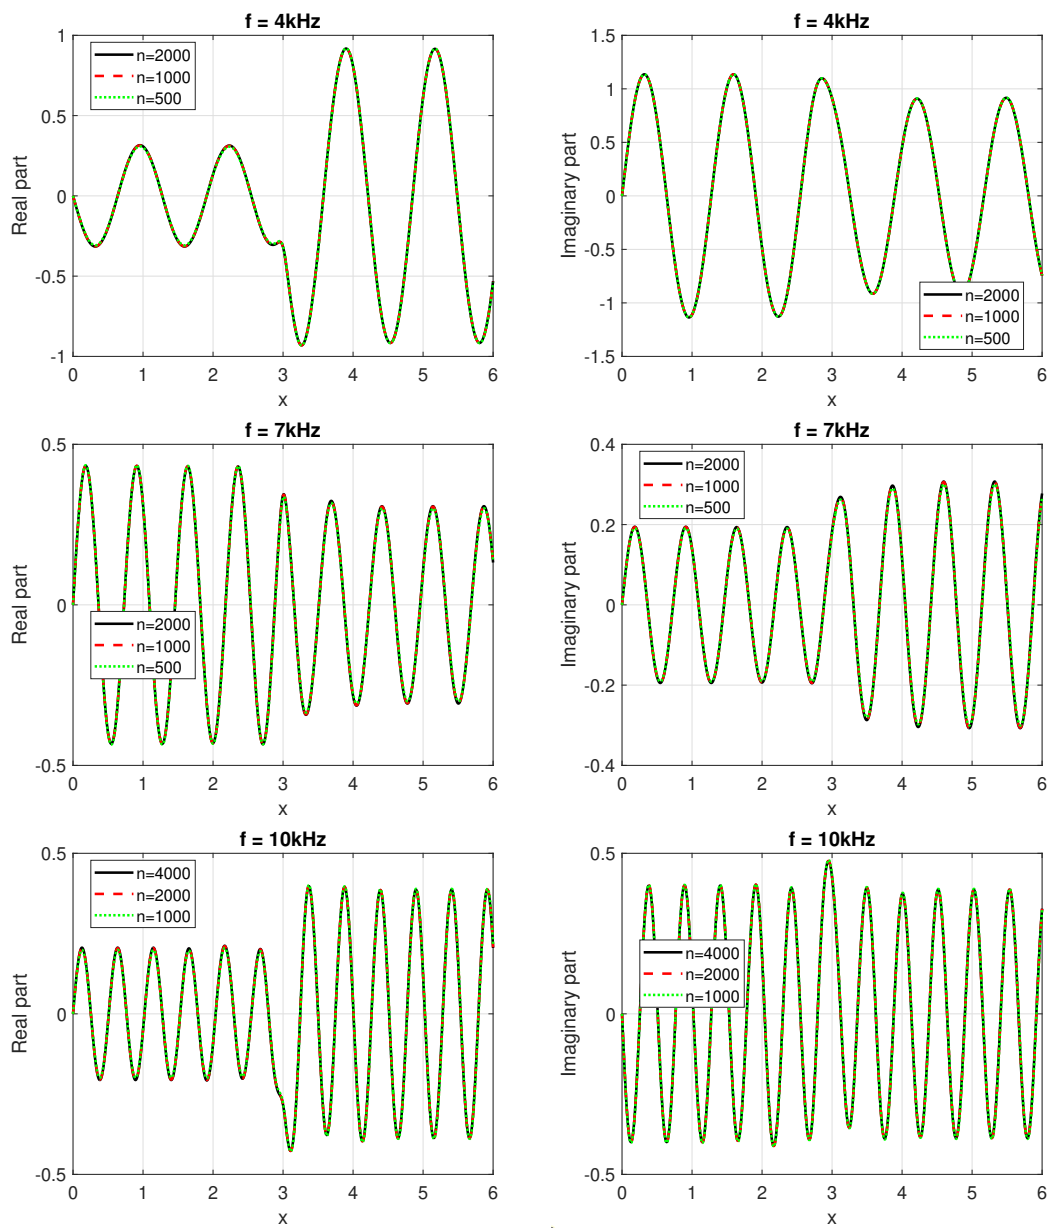 f = 4kHz
Real part
1
0.5
0
-0.5
-1
n=2000
n=1000
n=500
0 1 2 3 4 5 6
x
f = 4kHz
Imaginary part
1.5
1
0.5
0
-0.5
-1
-1.5
n=2000
n=1000
n=500
0 1 2 3 4 5 6
x
f = 7kHz
Real part
0.5
0
-0.5
n=2000
n=1000
n=500
0 1 2 3 4 5 6
x
f = 7kHz
Imaginary part
0.4
0.2
0
-0.2
-0.4
n=2000
n=1000
n=500
0 1 2 3 4 5 6
x
f = 10kHz
Real part
0.5
0
-0.5
n=4000
n=2000
n=1000
0 1 2 3 4 5 6
x
f = 10kHz
Imaginary part
0.5
0
-0.5
n=4000
n=2000
n=1000
0 1 2 3 4 5 6
x